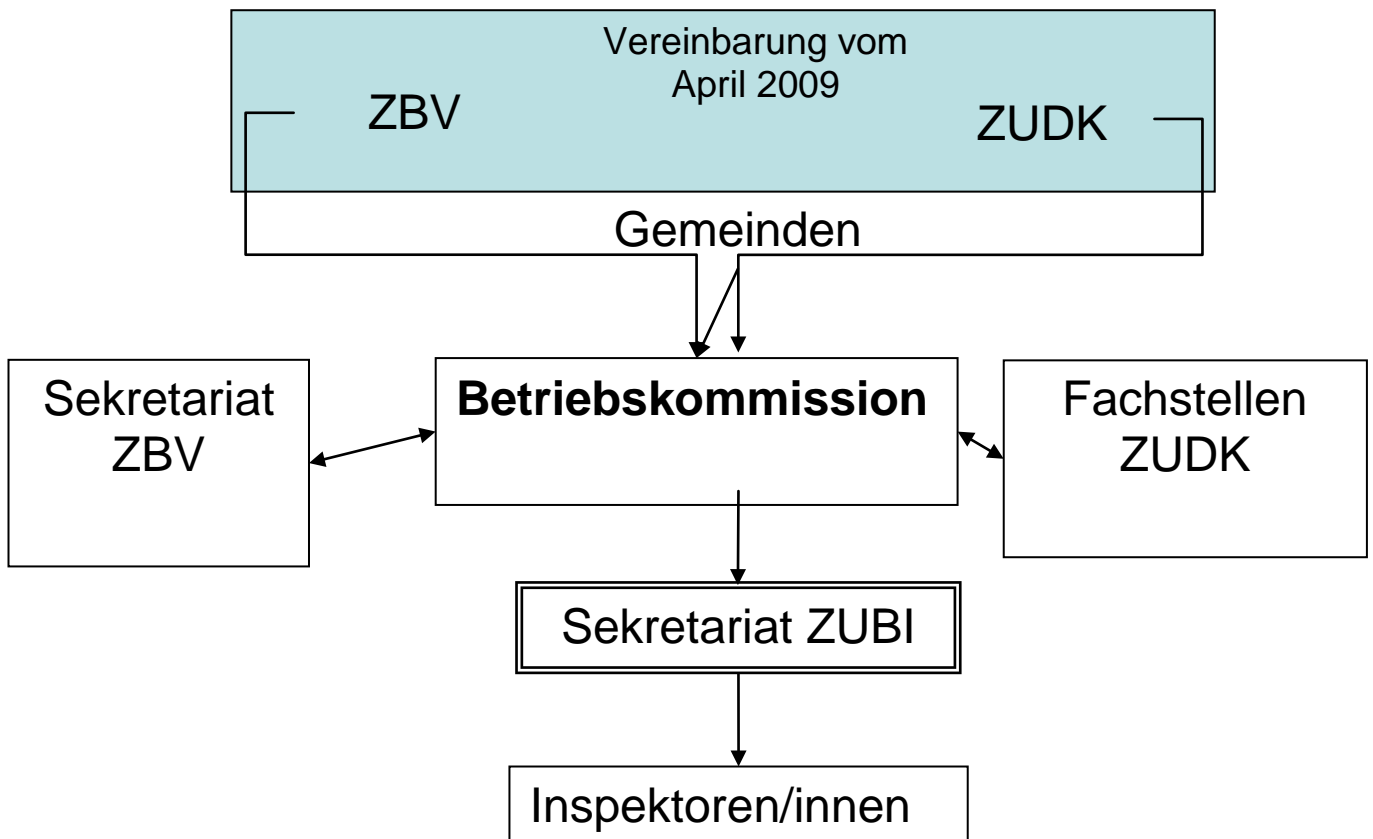 Vereinbarung vom
April 2009
ZBV
ZUDK
Gemeinden
Sekretariat
ZBV
Betriebskommission
Fachstellen
ZUDK
Sekretariat ZUBI
Inspektoren/innen